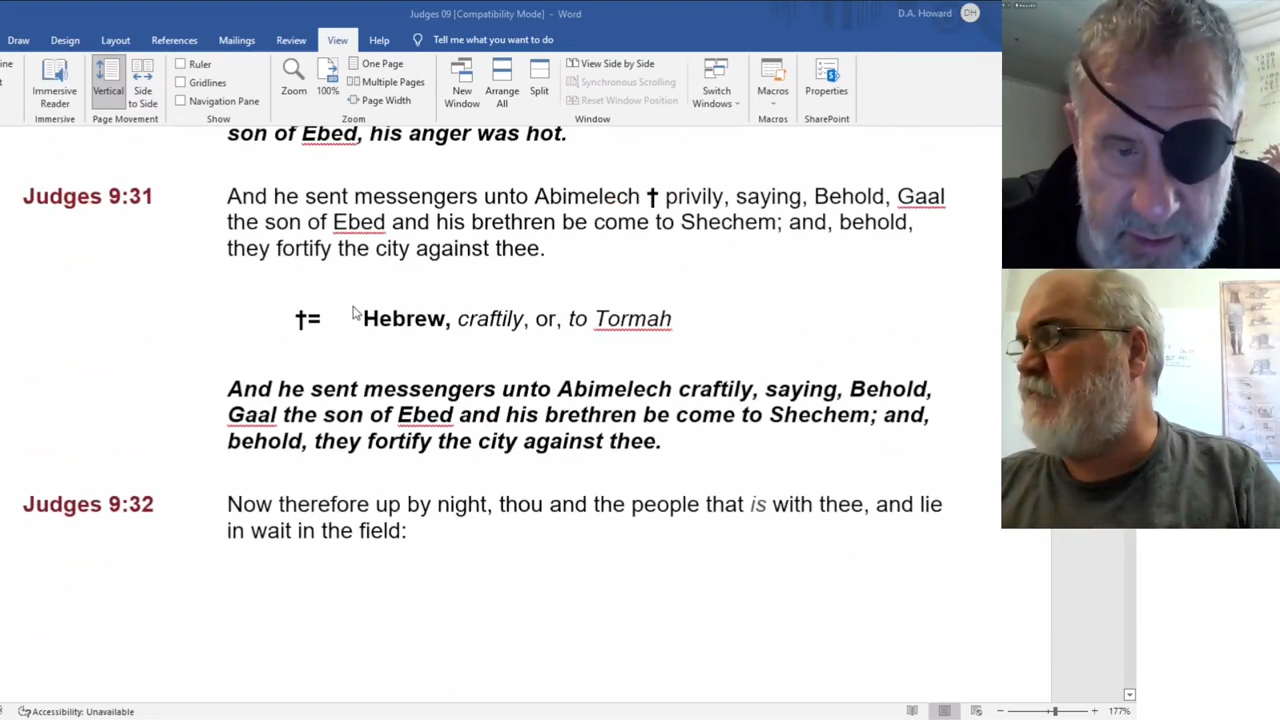 Judges 09 [Compatibility Mode] - Word
D.A. Howard DH
Draw Design Layout References Mailings Review View Help Tell me what you want to do
Immersive Reader
Immersive
Vertical
Side to Side
Page Movement
Ruler
Gridlines
Navigation Pane
Show
Zoom
100%
One Page
Multiple Pages
Page Width
Zoom
New Window
Arrange All
Split
View Side by Side
Synchronous Scrolling
Reset Window Position
Window
Switch Windows
Macros
Macros
Properties
SharePoint
son of Ebed, his anger was hot.
Judges 9:31 And he sent messengers unto Abimelech † privily, saying, Behold, Gaal
the son of Ebed and his brethren be come to Shechem; and, behold,
they fortify the city against thee.
†= Hebrew, craftily, or, to Tormah
And he sent messengers unto Abimelech craftily, saying, Behold,
Gaal the son of Ebed and his brethren be come to Shechem; and,
behold, they fortify the city against thee.
Judges 9:32 Now therefore up by night, thou and the people that is with thee, and lie
in wait in the field:
Accessibility: Unavailable
177%